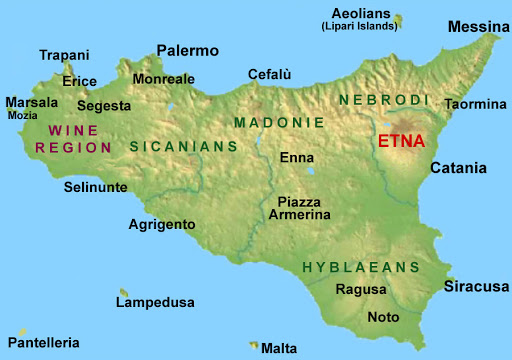 Aeolians
(Lipari Islands)
Messina
Trapani
Palermo
Erice
Monreale
Cefalù
Marsala
Mozia
Segesta
NEBRODI
Taormina
WINE
REGION
MADONIE
SICANIANS
ETNA
Enna
Catania
Selinunte
Piazza
Armerina
Agrigento
HYBLAEANS
Ragusa
Siracusa
Lampedusa
Noto
Pantelleria
Malta